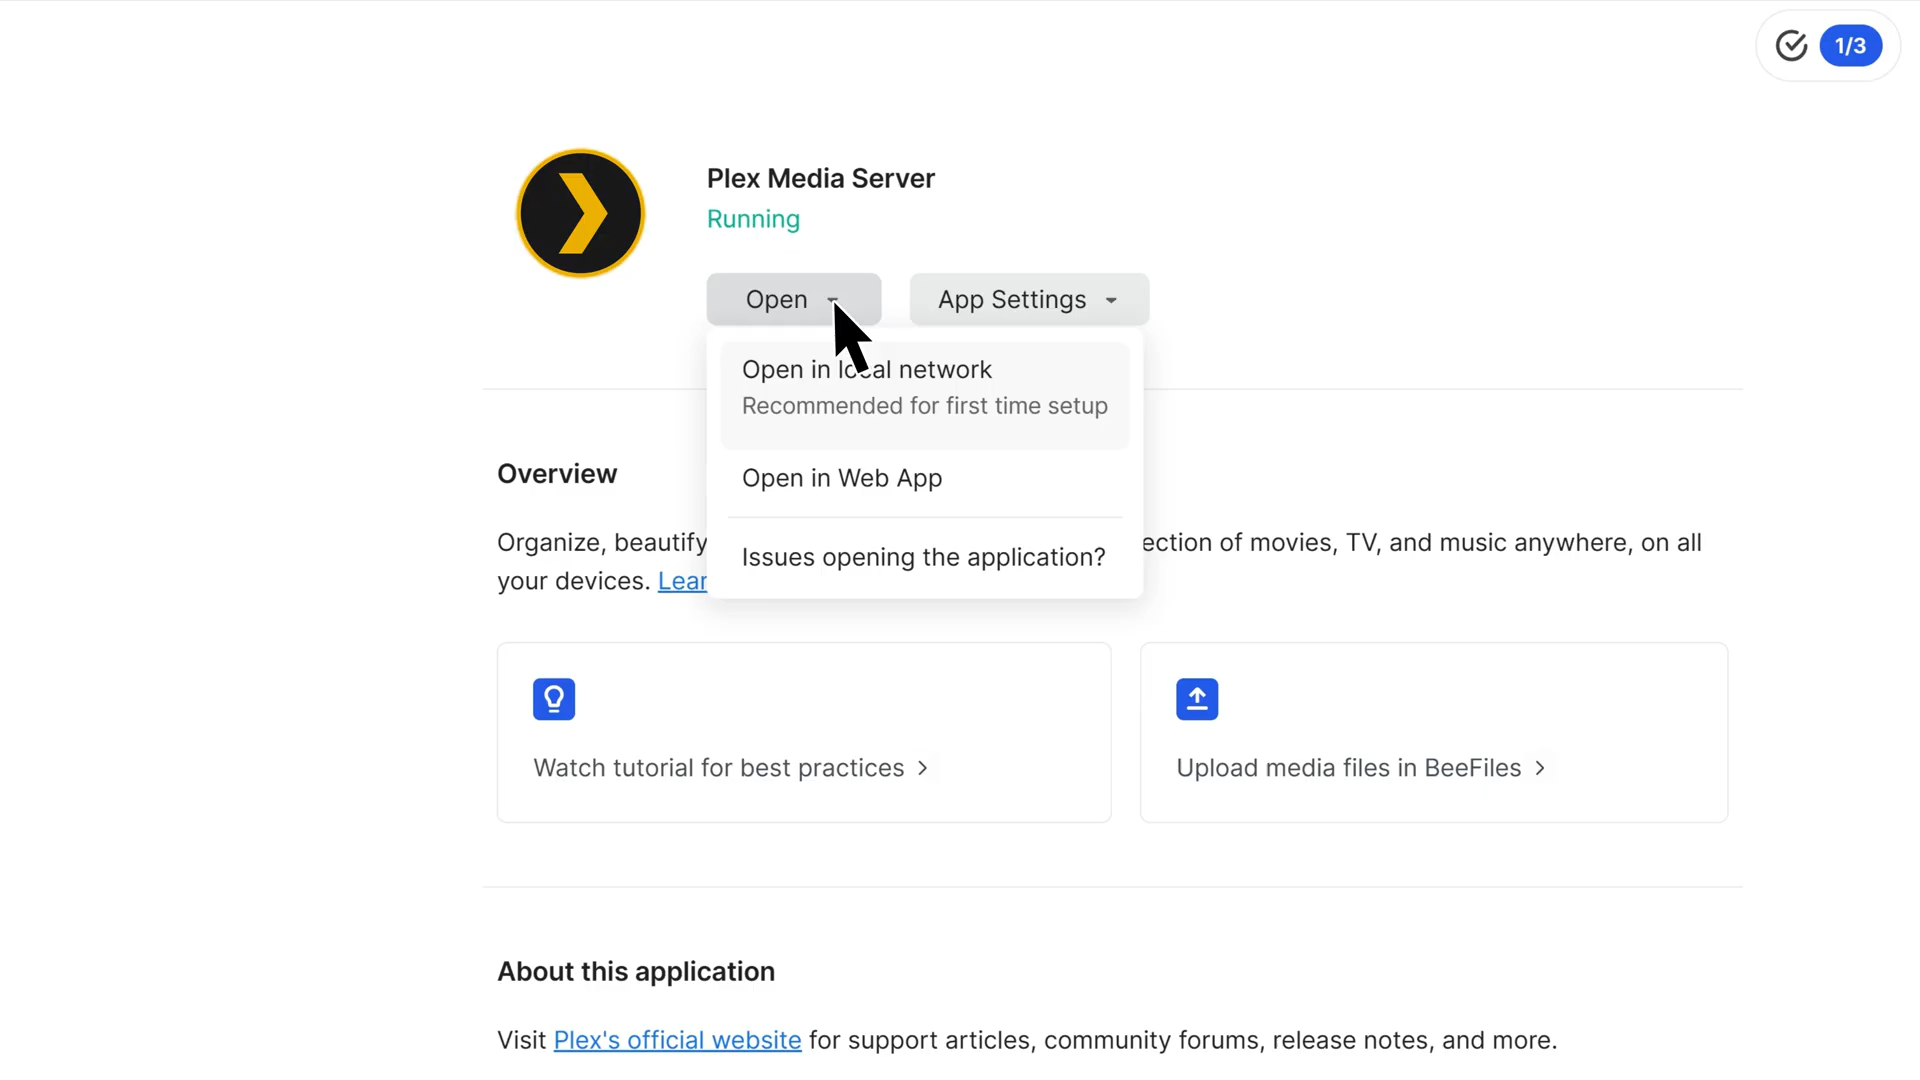 1/3
Plex Media Server
Running
Open
App Settings
Open in local network
Recommended for first time setup
Open in Web App
Issues opening the application?
Overview
Organize, beautify ection of movies, TV, and music anywhere, on all
your devices. Lear
Watch tutorial for best practices
Upload media files in BeeFiles
About this application
Visit Plex's official website for support articles, community forums, release notes, and more.